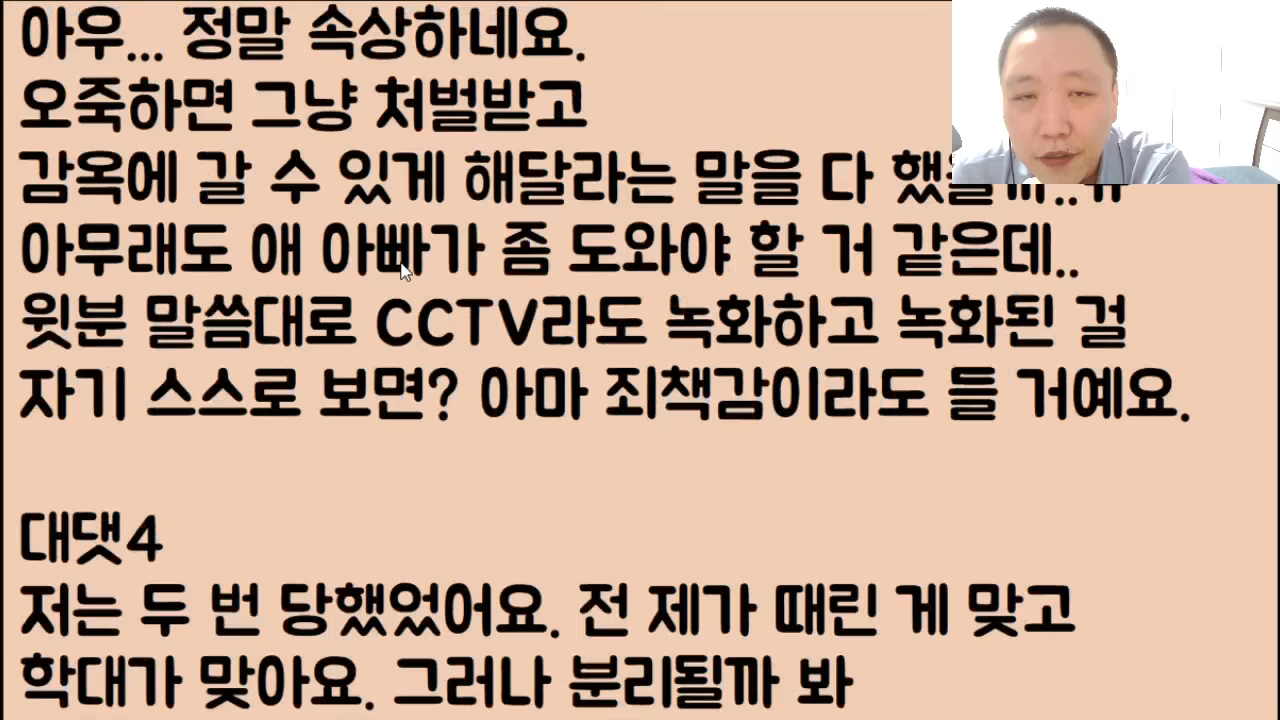 아우... 정말 속상하네요.
오죽하면 그냥 처벌받고
감옥에 갈 수 있게 해달라는 말을 다
아무래도 애 아빠가 좀 도와야 할 거 같은데..
윗분 말씀대로 CCTV라도 녹화하고 녹화된 걸
자기 스스로 보면? 아마 죄책감이라도 들 거예요.
대댓4
저는 두 번 당했었어요. 전 제가 때린 게 맞고
학대가 맞아요. 그러나 분리될까 봐